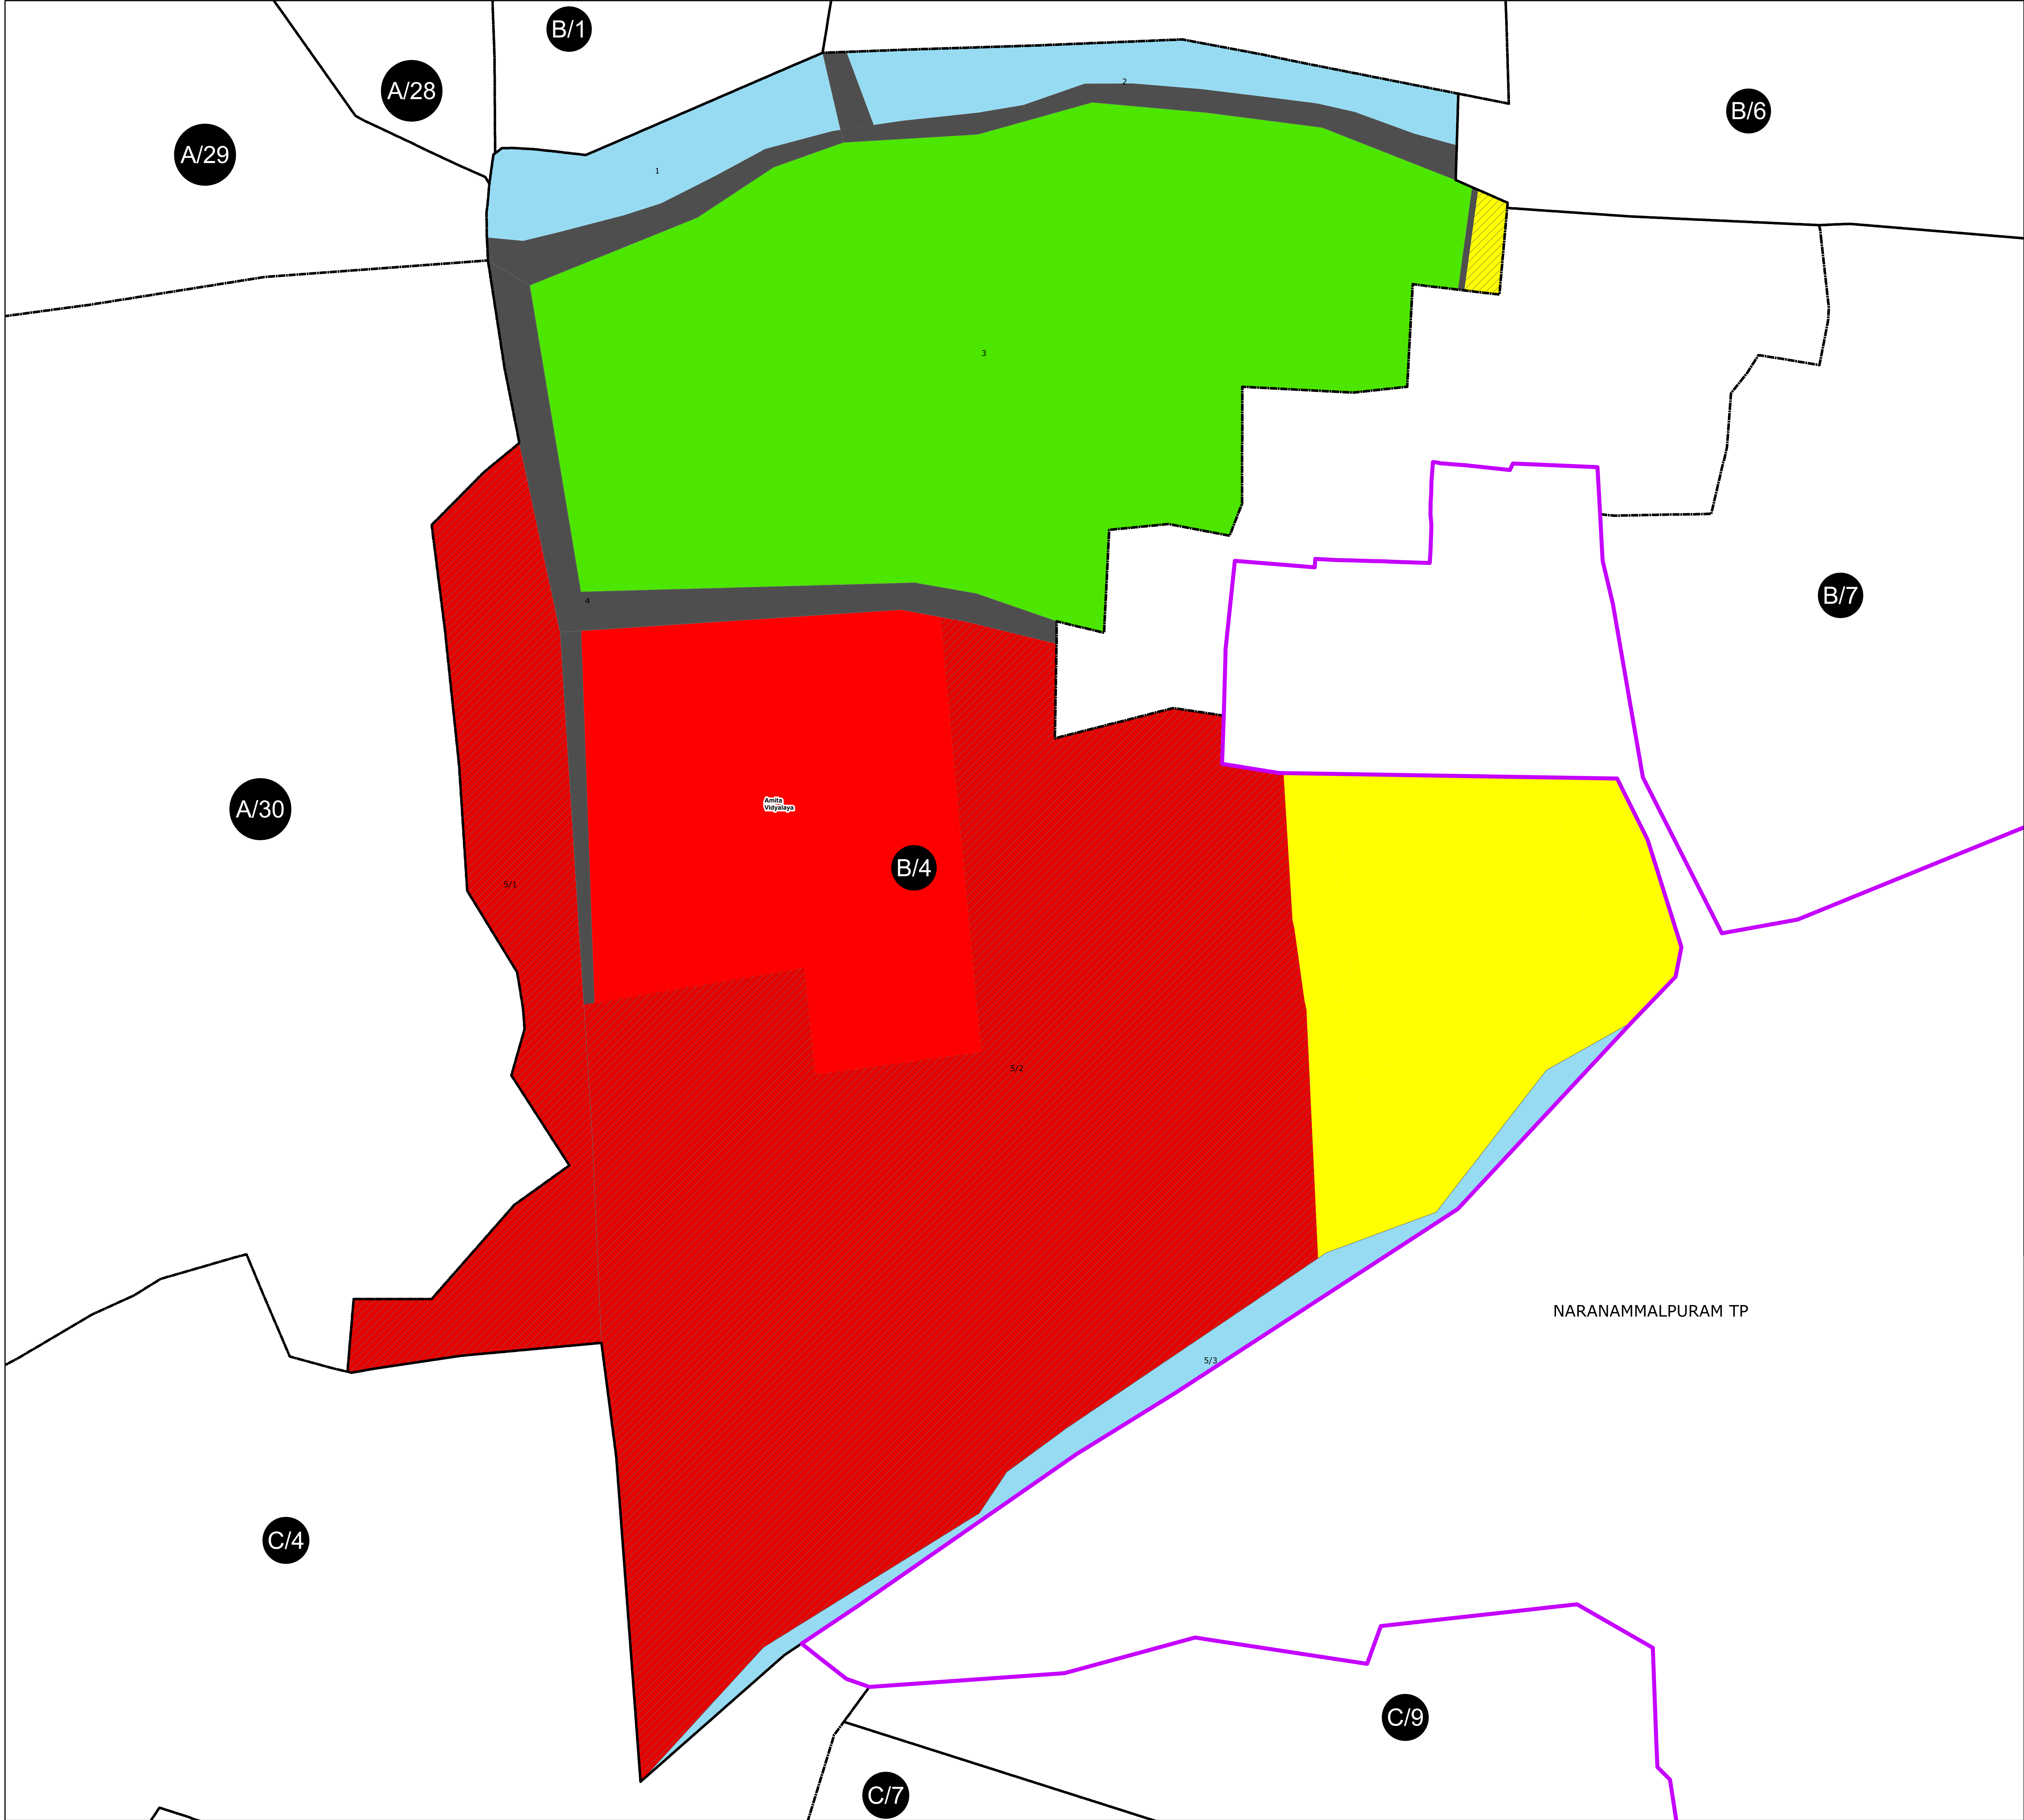 B/1
A/28
2
B/6
A/29
1
3
B/7
4
Amita
Vidyalaya
A/30
B/4
5/1
5/2
NARANAMMALPURAM TP
5/3
C/4
C/9
C/7